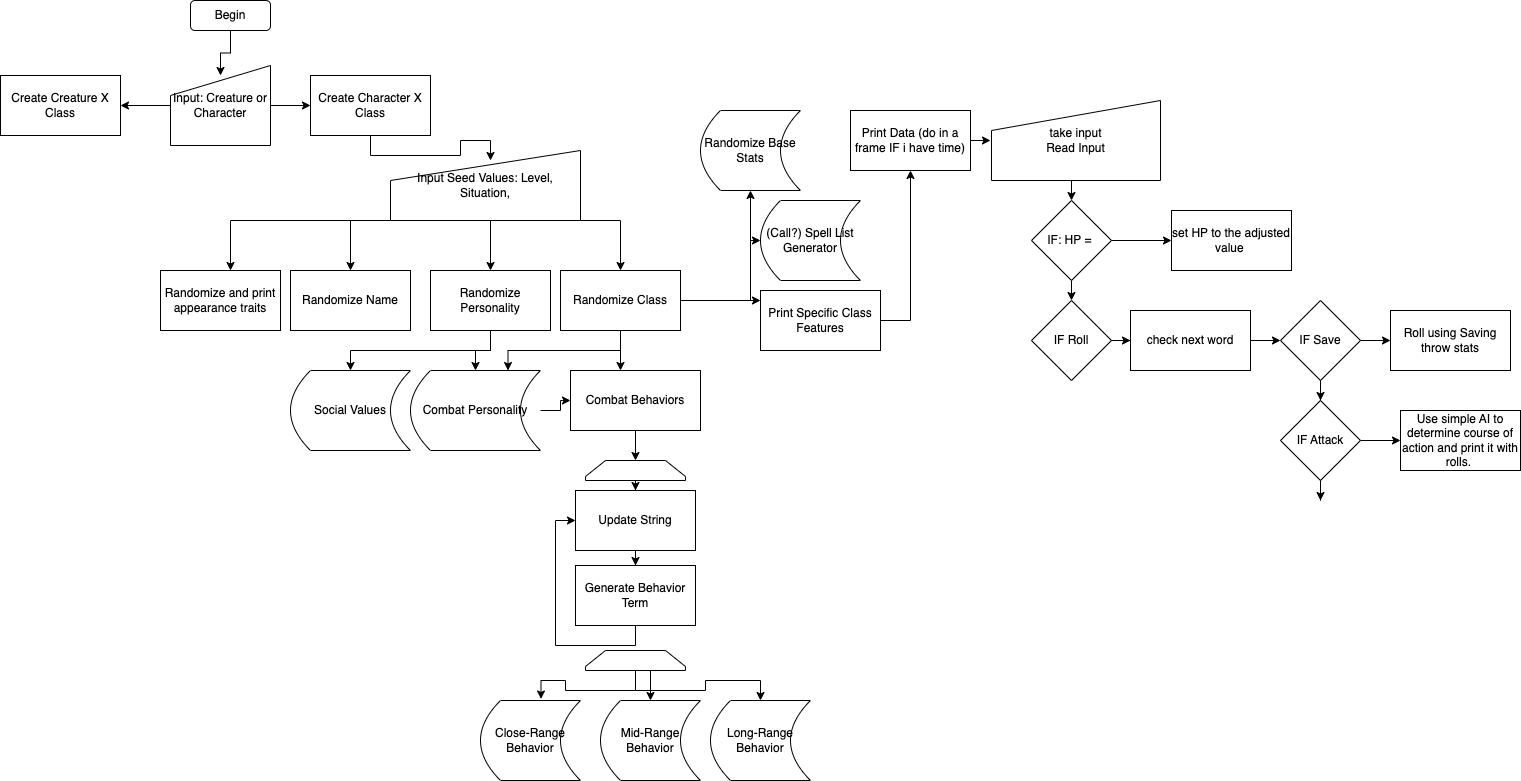 Begin
Create Creature X
Class
Input: Creature or
Character
Create Character X
Class
Input Seed Values: Level,
Situation,
Randomize Base
Stats
(Call?) Spell List
Generator
Print Data (do in a
frame IF i have time)
take input
Read Input
IF: HP =
set HP to the adjusted
value
Randomize and print
appearance traits
Randomize Name
Randomize
Personality
Randomize Class
Print Specific Class
Features
IF Roll
check next word
IF Save
Roll using Saving
throw stats
Social Values
Combat Personality
Combat Behaviors
IF Attack
Use simple AI to
determine course of
action and print it with
rolls.
Update String
Generate Behavior
Term
Close-Range
Behavior
Mid-Range
Behavior
Long-Range
Behavior